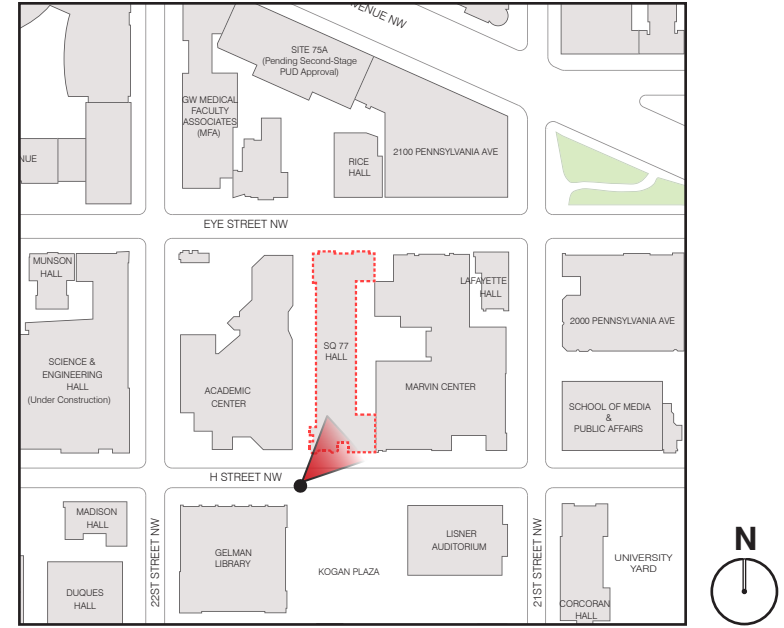 AVENUE NW
SITE 75A
(Pending Second-Stage
PUD Approval)
GW MEDICAL
FACULTY
ASSOCIATES
(MFA)
2100 PENNSYLVANIA AVE
RICE
HALL
NUE
EYE STREET NW
MUNSON
HALL
LAFAYETTE
HALL
2000 PENNSYLVANIA AVE
SQ 77
HALL
SCIENCE &
ENGINEERING
HALL
(Under Construction)
ACADEMIC
CENTER
MARVIN CENTER
SCHOOL OF MEDIA
&
PUBLIC AFFAIRS
H STREET NW
MADISON
HALL
22ST STREET NW
GELMAN
LIBRARY
KOGAN PLAZA
LISNER
AUDITORIUM
21ST STREET NW
UNIVERSITY
YARD
DUQUES
HALL
CORCORAN
HALL
N